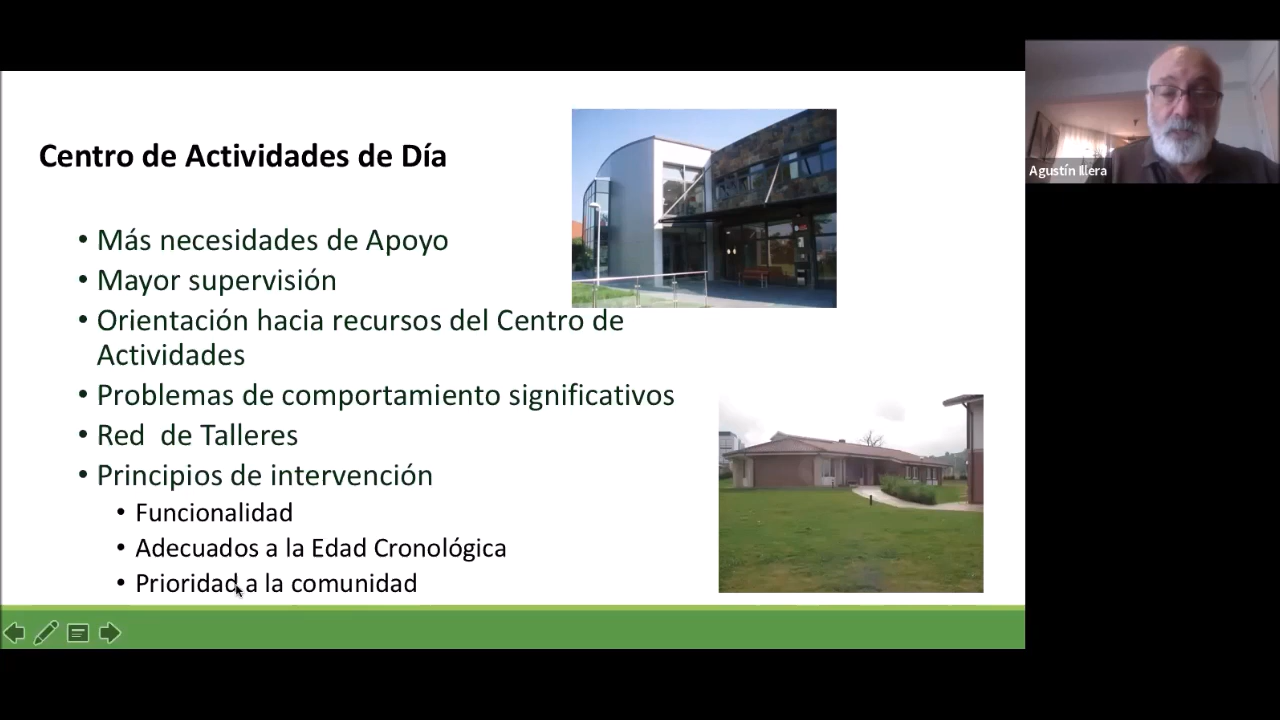 Centro de Actividades de Día
Más necesidades de Apoyo
Mayor supervisión
Orientación hacia recursos del Centro de
Actividades
Problemas de comportamiento significativos
Red  de Talleres
Principios de intervención
Funcionalidad
Adecuados a la Edad Cronológica
Prioridad a la comunidad
Agustín Illera